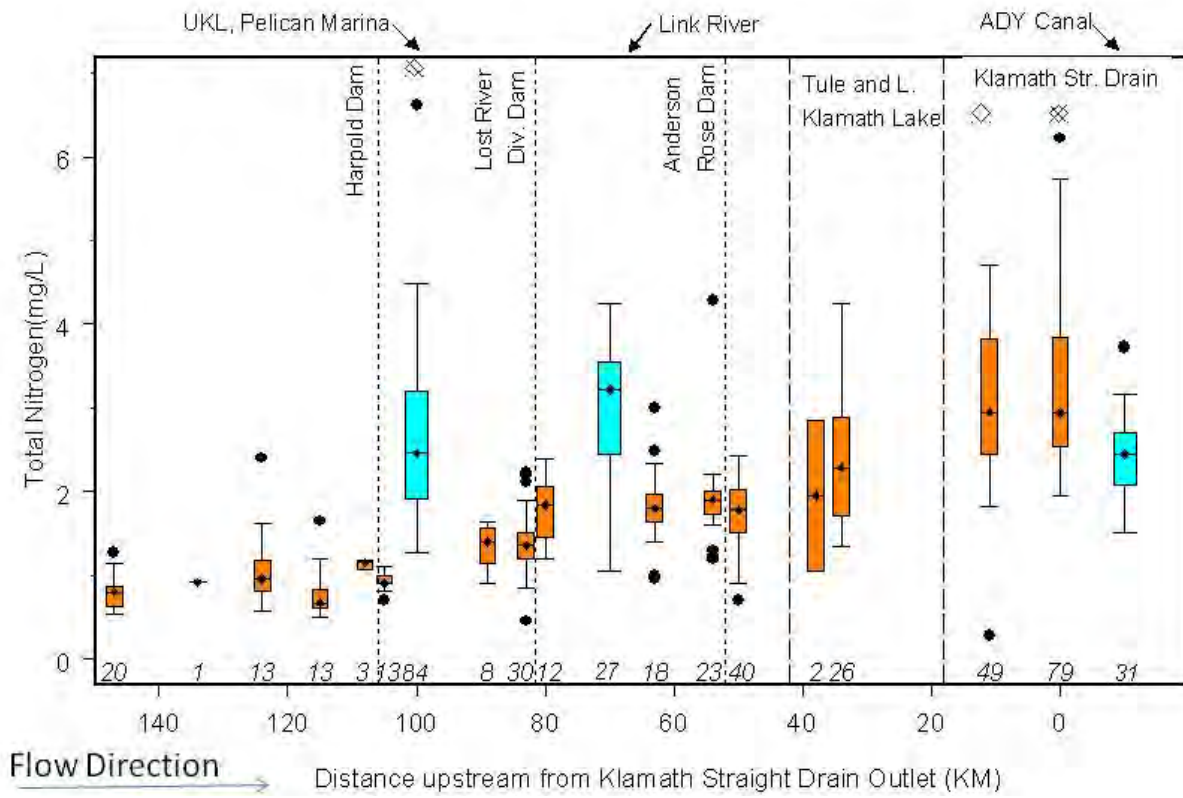 UKL, Pelican Marina
Link River
ADY Canal
Harpold Dam
Lost River
Div. Dam
Anderson
Rose Dam
Tule and L.
Klamath Lake
Klamath Str. Drain
Total Nitrogen(mg/L)
6
4
2
0
20 1 13 13 3 13 84 8 30 12 27 18 23 40 2 26 49 79 31
140 120 100 80 60 40 20 0
Flow Direction
Distance upstream from Klamath Straight Drain Outlet (KM)